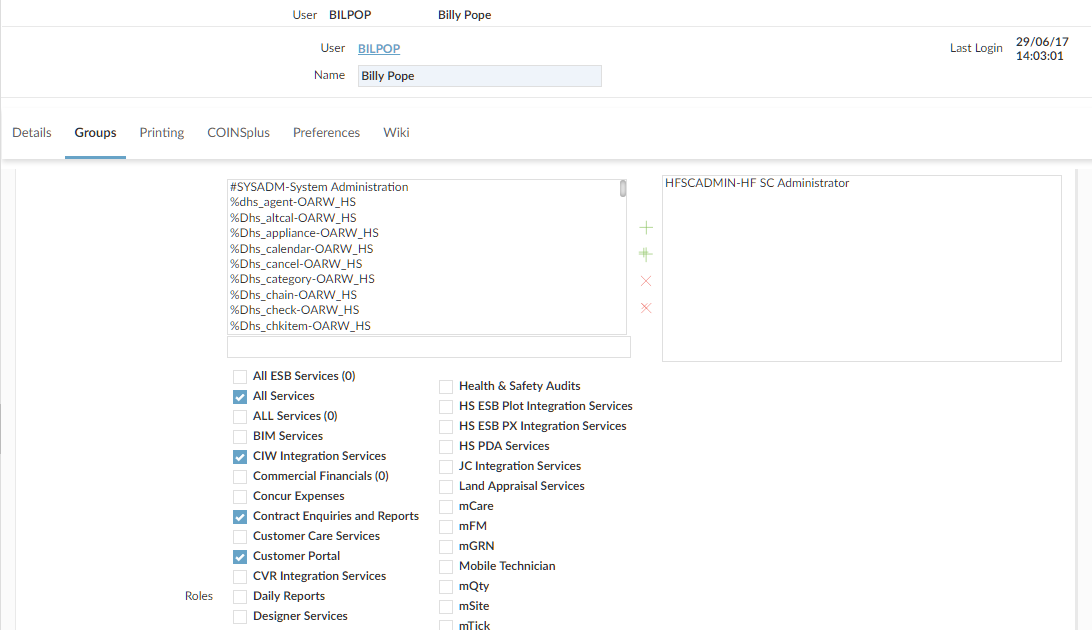 User BILPOP Billy Pope
User BILPOP
Last Login 29/06/17
14:03:01
Name Billy Pope
Details Groups Printing COINSplus Preferences Wiki
#SYSADM-System Administration
%dhs_agent-OARW_HS
%Dhs_altcal-OARW_HS
%Dhs_appliance-OARW_HS
%Dhs_calendar-OARW_HS
%Dhs_cancel-OARW_HS
%Dhs_category-OARW_HS
%Dhs_chain-OARW_HS
%Dhs_check-OARW_HS
%Dhs_chkitem-OARW_HS
HFSCADMIN-HF SC Administrator
Roles
All ESB Services (0)
All Services
ALL Services (0)
BIM Services
CIW Integration Services
Commercial Financials (0)
Concur Expenses
Contract Enquiries and Reports
Customer Care Services
Customer Portal
CVR Integration Services
Daily Reports
Designer Services
Health & Safety Audits
HS ESB Plot Integration Services
HS ESB PX Integration Services
HS PDA Services
JC Integration Services
Land Appraisal Services
mCare
mFM
mGRN
Mobile Technician
mQty
mSite
mTick